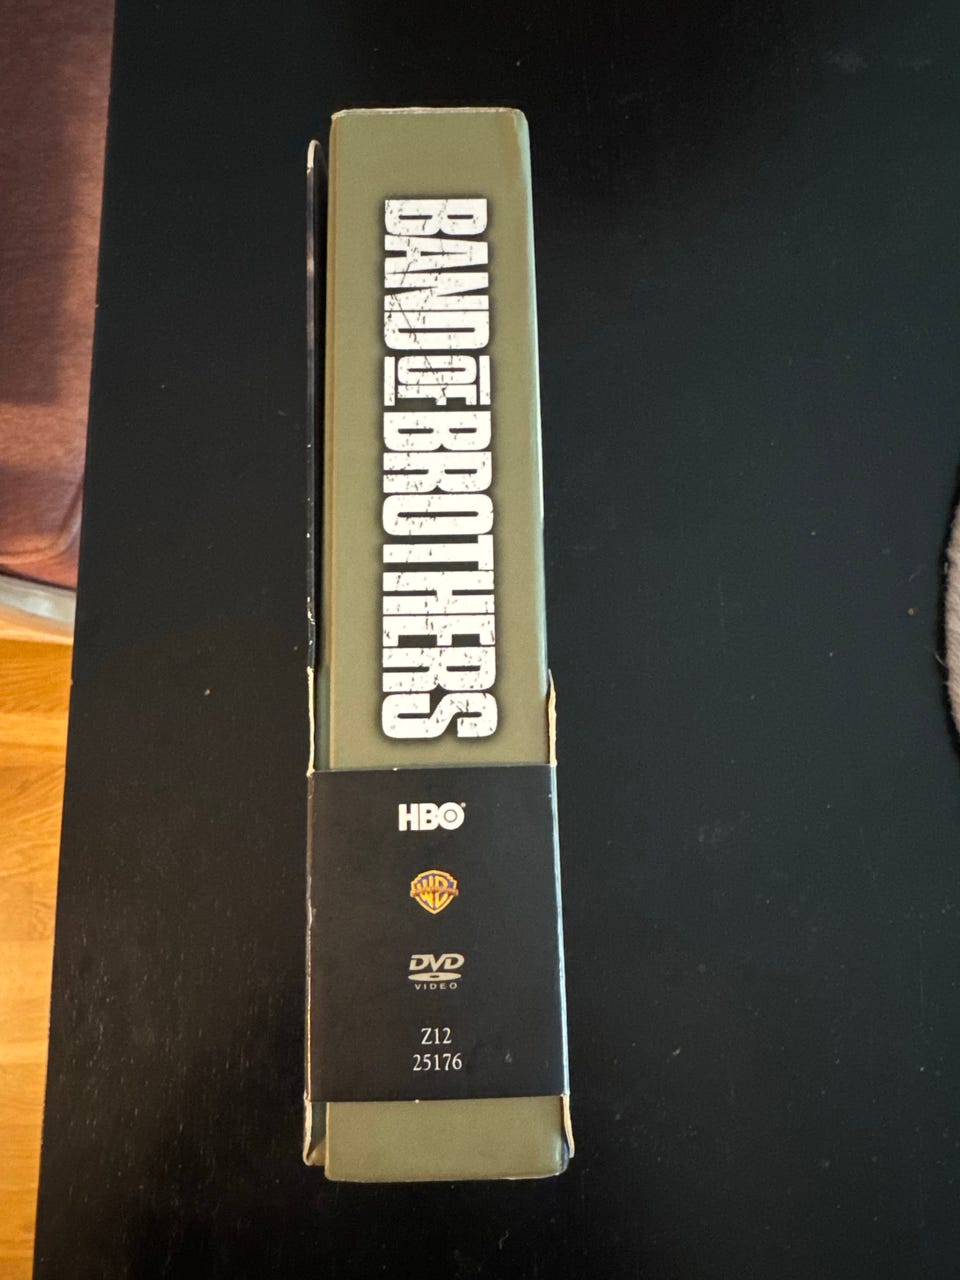 BAND OF BROTHERS
HBO
DVD
VIDEO
Z12
25176